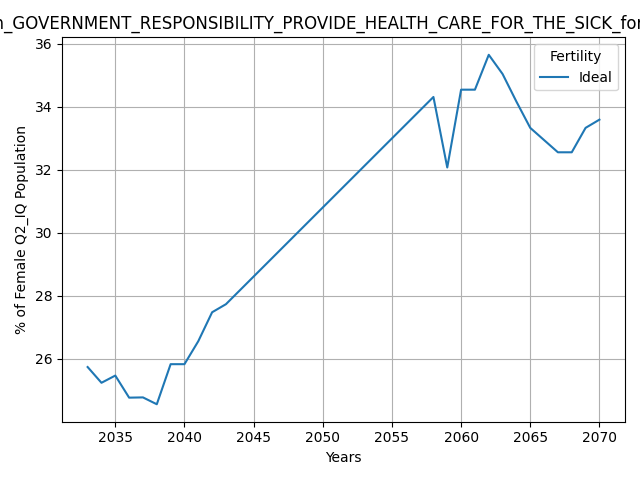 _GOVERNMENT_RESPONSIBILITY_PROVIDE_HEALTH_CARE_FOR_THE_SICK_for
Fertility
Ideal
36
34
32
30
28
26
% of Female Q2_IQ Population
2035 2040 2045 2050 2055 2060 2065 2070
Years